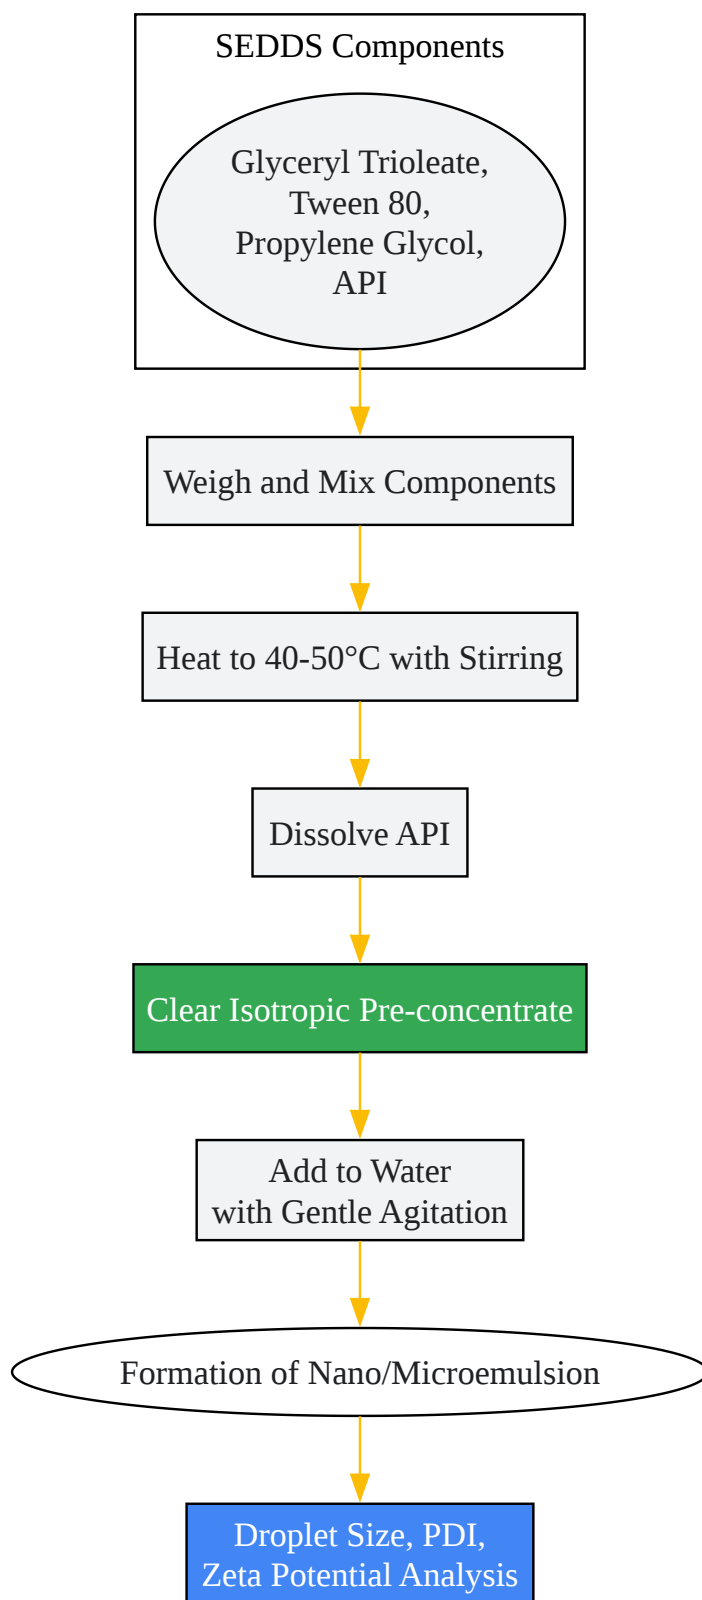 SEDDS Components
Glyceryl Trioleate,
Tween 80,
Propylene Glycol,
API
Weigh and Mix Components
Heat to 40-50°C with Stirring
Dissolve API
Clear Isotropic Pre-concentrate
Add to Water
with Gentle Agitation
Formation of Nano/Microemulsion
Droplet Size, PDI,
Zeta Potential Analysis